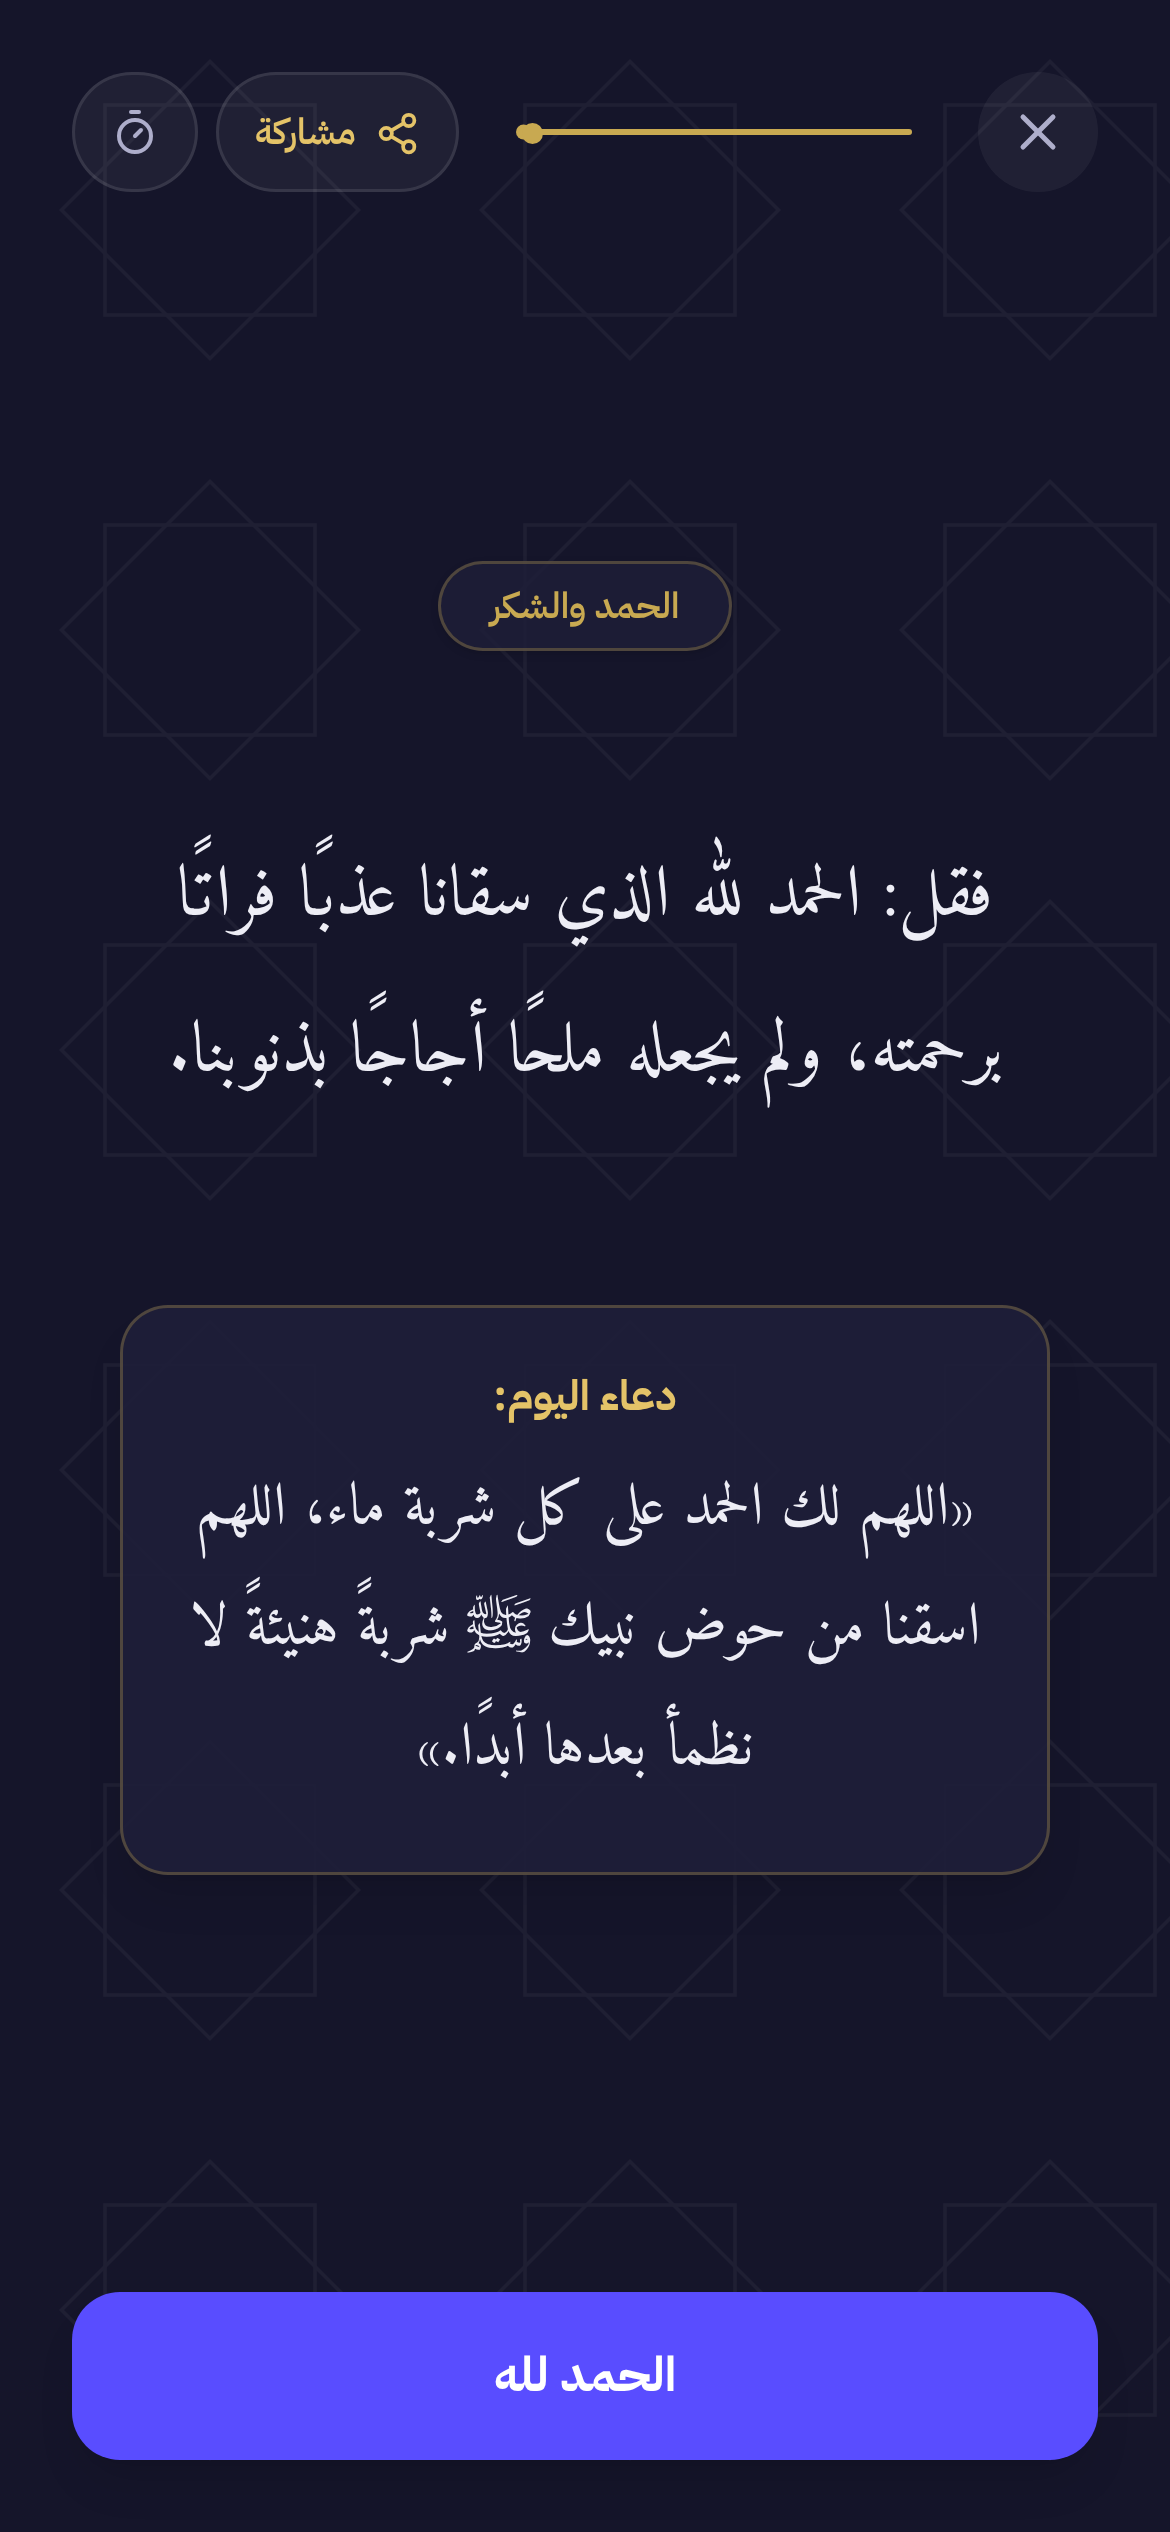 مشاركة
الحمد والشكر
فقل: الحمد لله الذي سقانا عذبًا فراتًا
برحمته، ولم يجعله ملحًا أجاجًا بذنوبنا.
دعاء اليوم:
«اللهم لك الحمد على كل شربة ماء، اللهم
اسقنا من حوض نبيك ﷺ شربةً هنيئةً لا
نظمأ بعدها أبدًا.»
الحمد لله